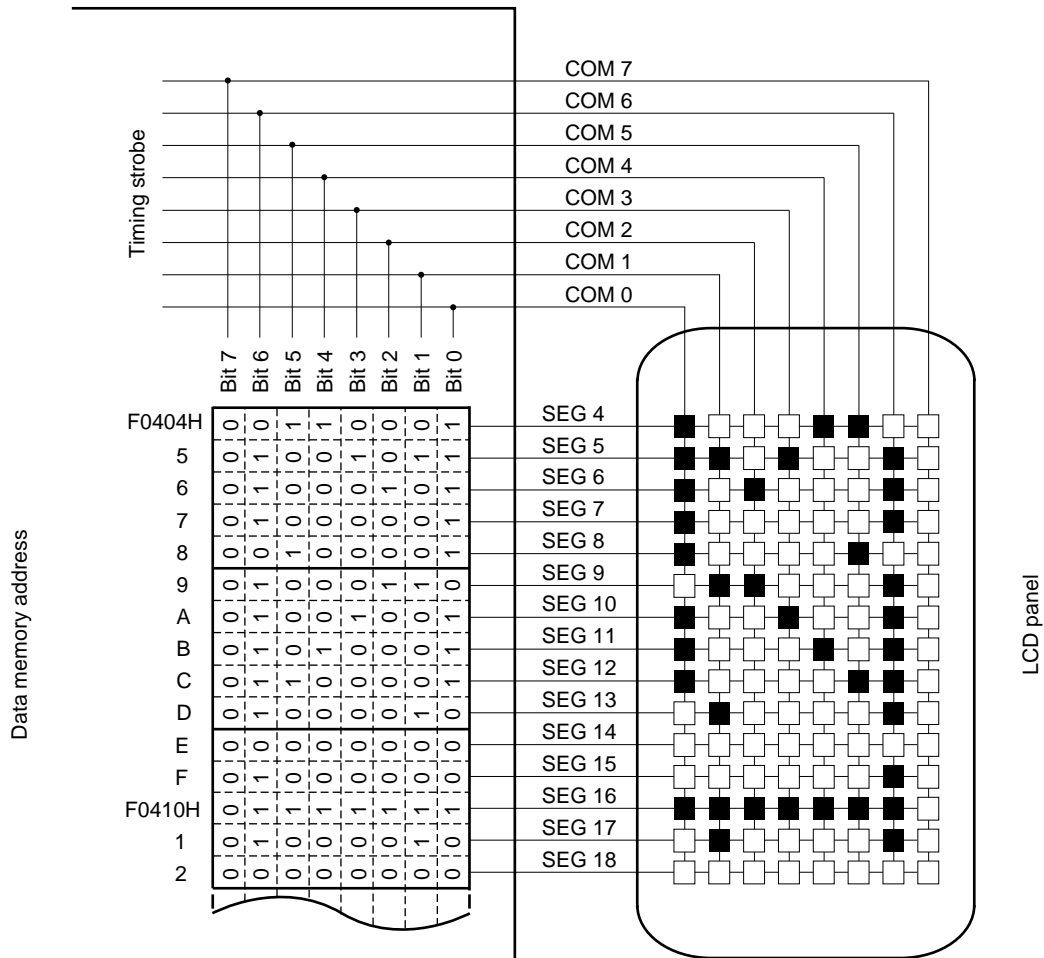 COM 7
COM 6
COM 5
COM 4
COM 3
COM 2
COM 1
COM 0
Timing strobe
Bit 7 Bit 6 Bit 5 Bit 4 Bit 3 Bit 2 Bit 1 Bit 0
F0404H 0 0 1 1 0 0 0 1 SEG 4
5 0 1 0 0 1 0 1 1 SEG 5
6 0 1 0 0 0 1 0 1 SEG 6
7 0 1 0 0 0 0 0 1 SEG 7
8 0 0 1 0 0 0 0 1 SEG 8
9 0 1 0 0 0 1 1 0 SEG 9
A 0 1 0 0 1 0 0 1 SEG 10
B 0 1 0 1 0 0 0 1 SEG 11
C 0 1 1 0 0 0 0 1 SEG 12
D 0 1 0 0 0 0 1 0 SEG 13
E 0 0 0 0 0 0 0 0 SEG 14
F 0 1 0 0 0 0 0 0 SEG 15
F0410H 0 1 1 1 1 1 1 1 SEG 16
1 0 1 0 0 0 0 1 0 SEG 17
2 0 0 0 0 0 0 0 0 SEG 18
Data memory address
LCD panel